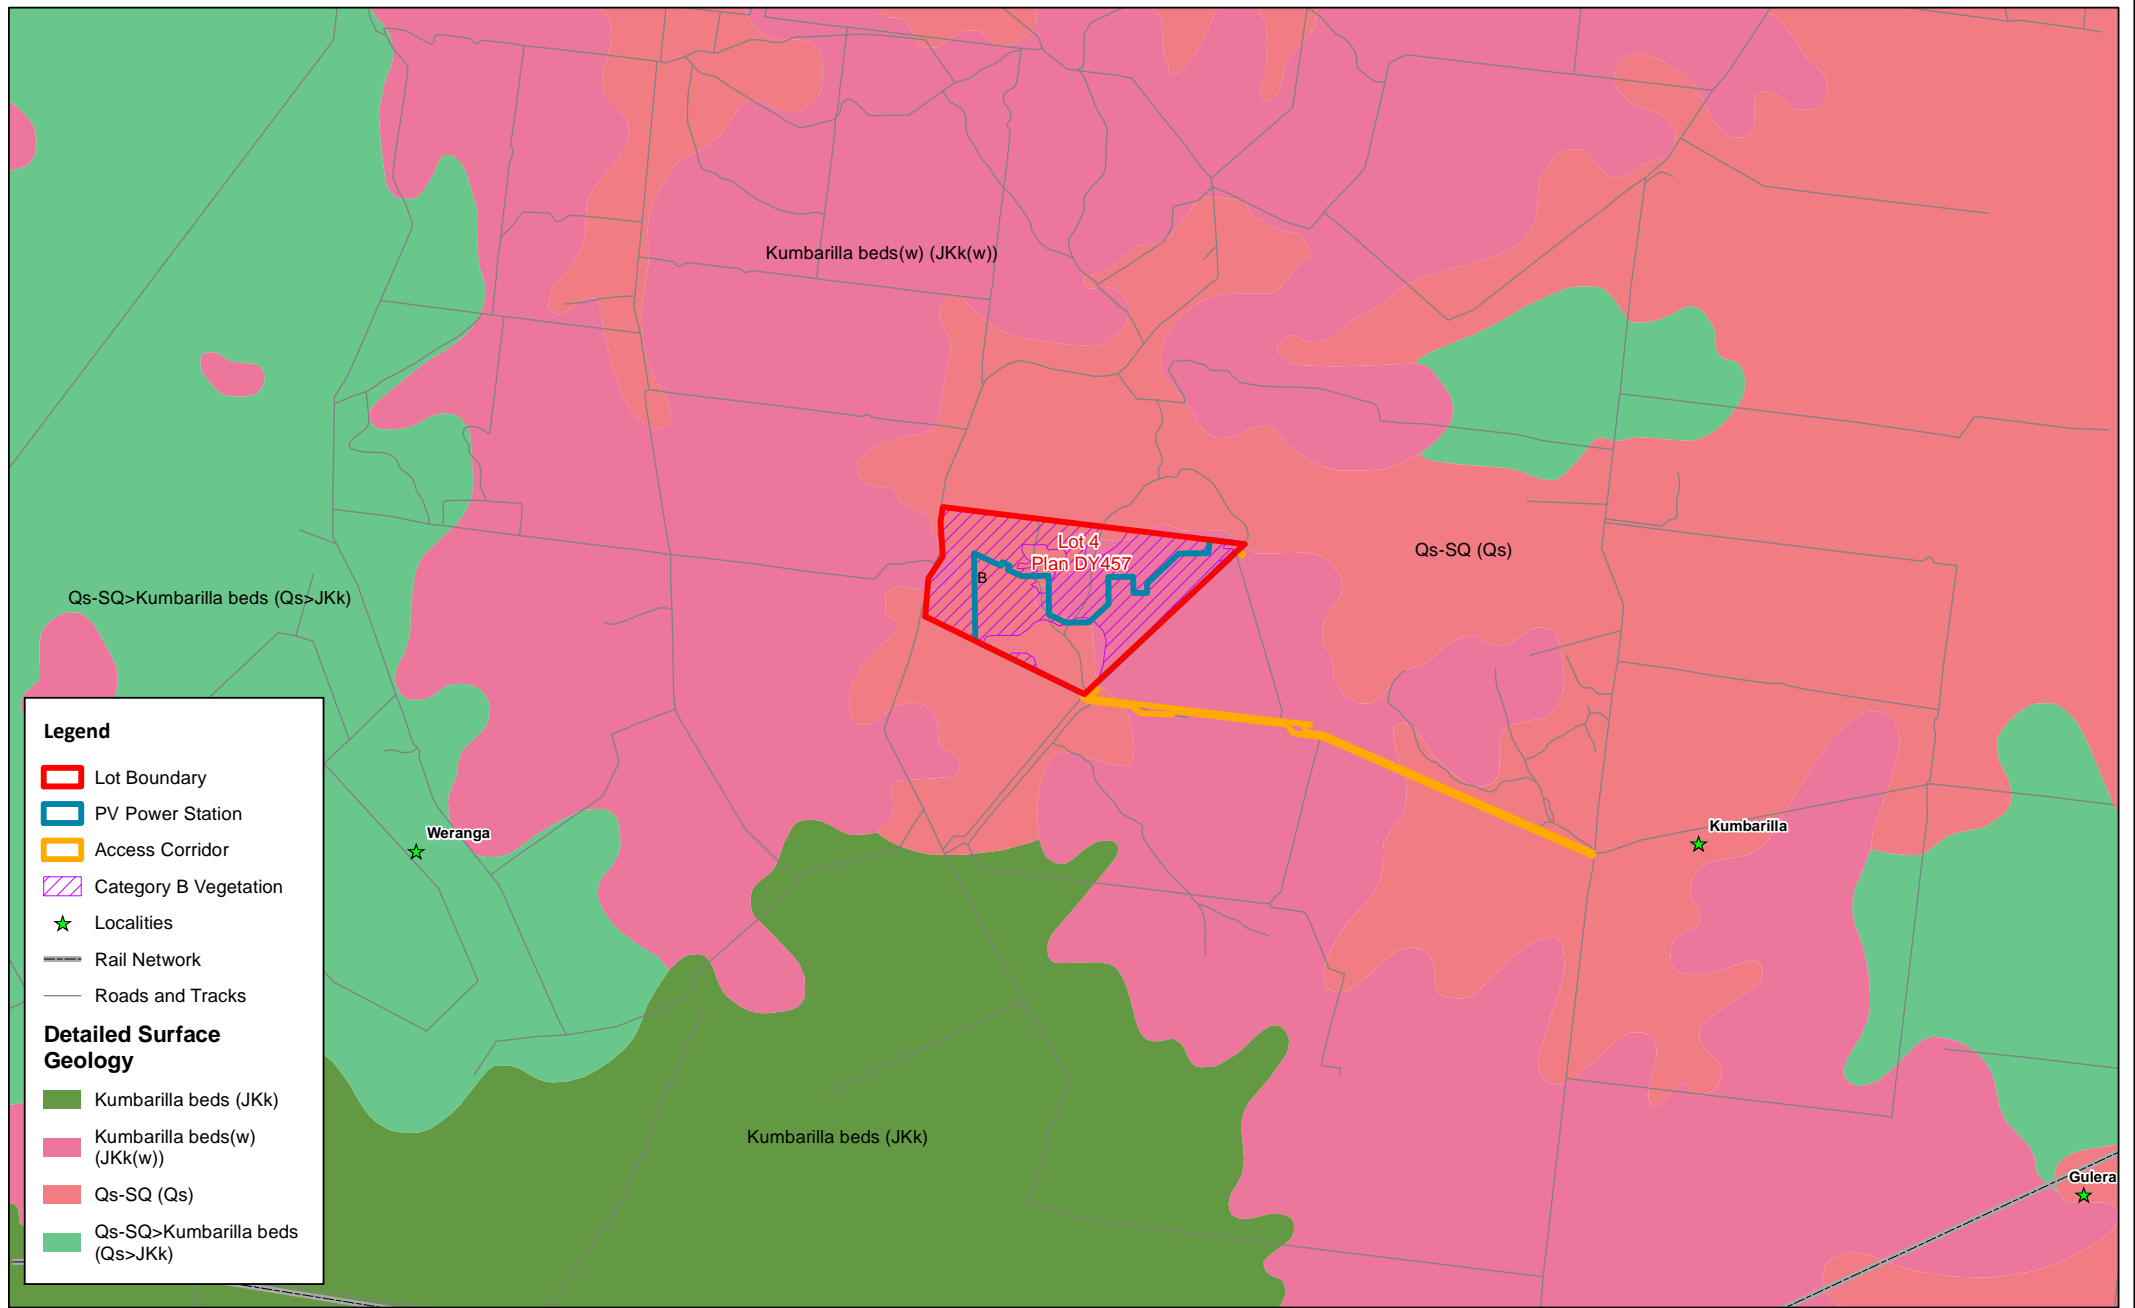 Kumbarilla beds(w) (JKk(w))
Lot 4
Plan DY457
B
Qs-SQ (Qs)
Qs-SQ>Kumbarilla beds (Qs>JKk)
Weranga
Kumbarilla
Kumbarilla beds (JKk)
Gulera
Legend
Lot Boundary
PV Power Station
Access Corridor
Category B Vegetation
Localities
Rail Network
Roads and Tracks
Detailed Surface
Geology
Kumbarilla beds (JKk)
Kumbarilla beds(w)
(JKk(w))
Qs-SQ (Qs)
Qs-SQ>Kumbarilla beds
(Qs>JKk)